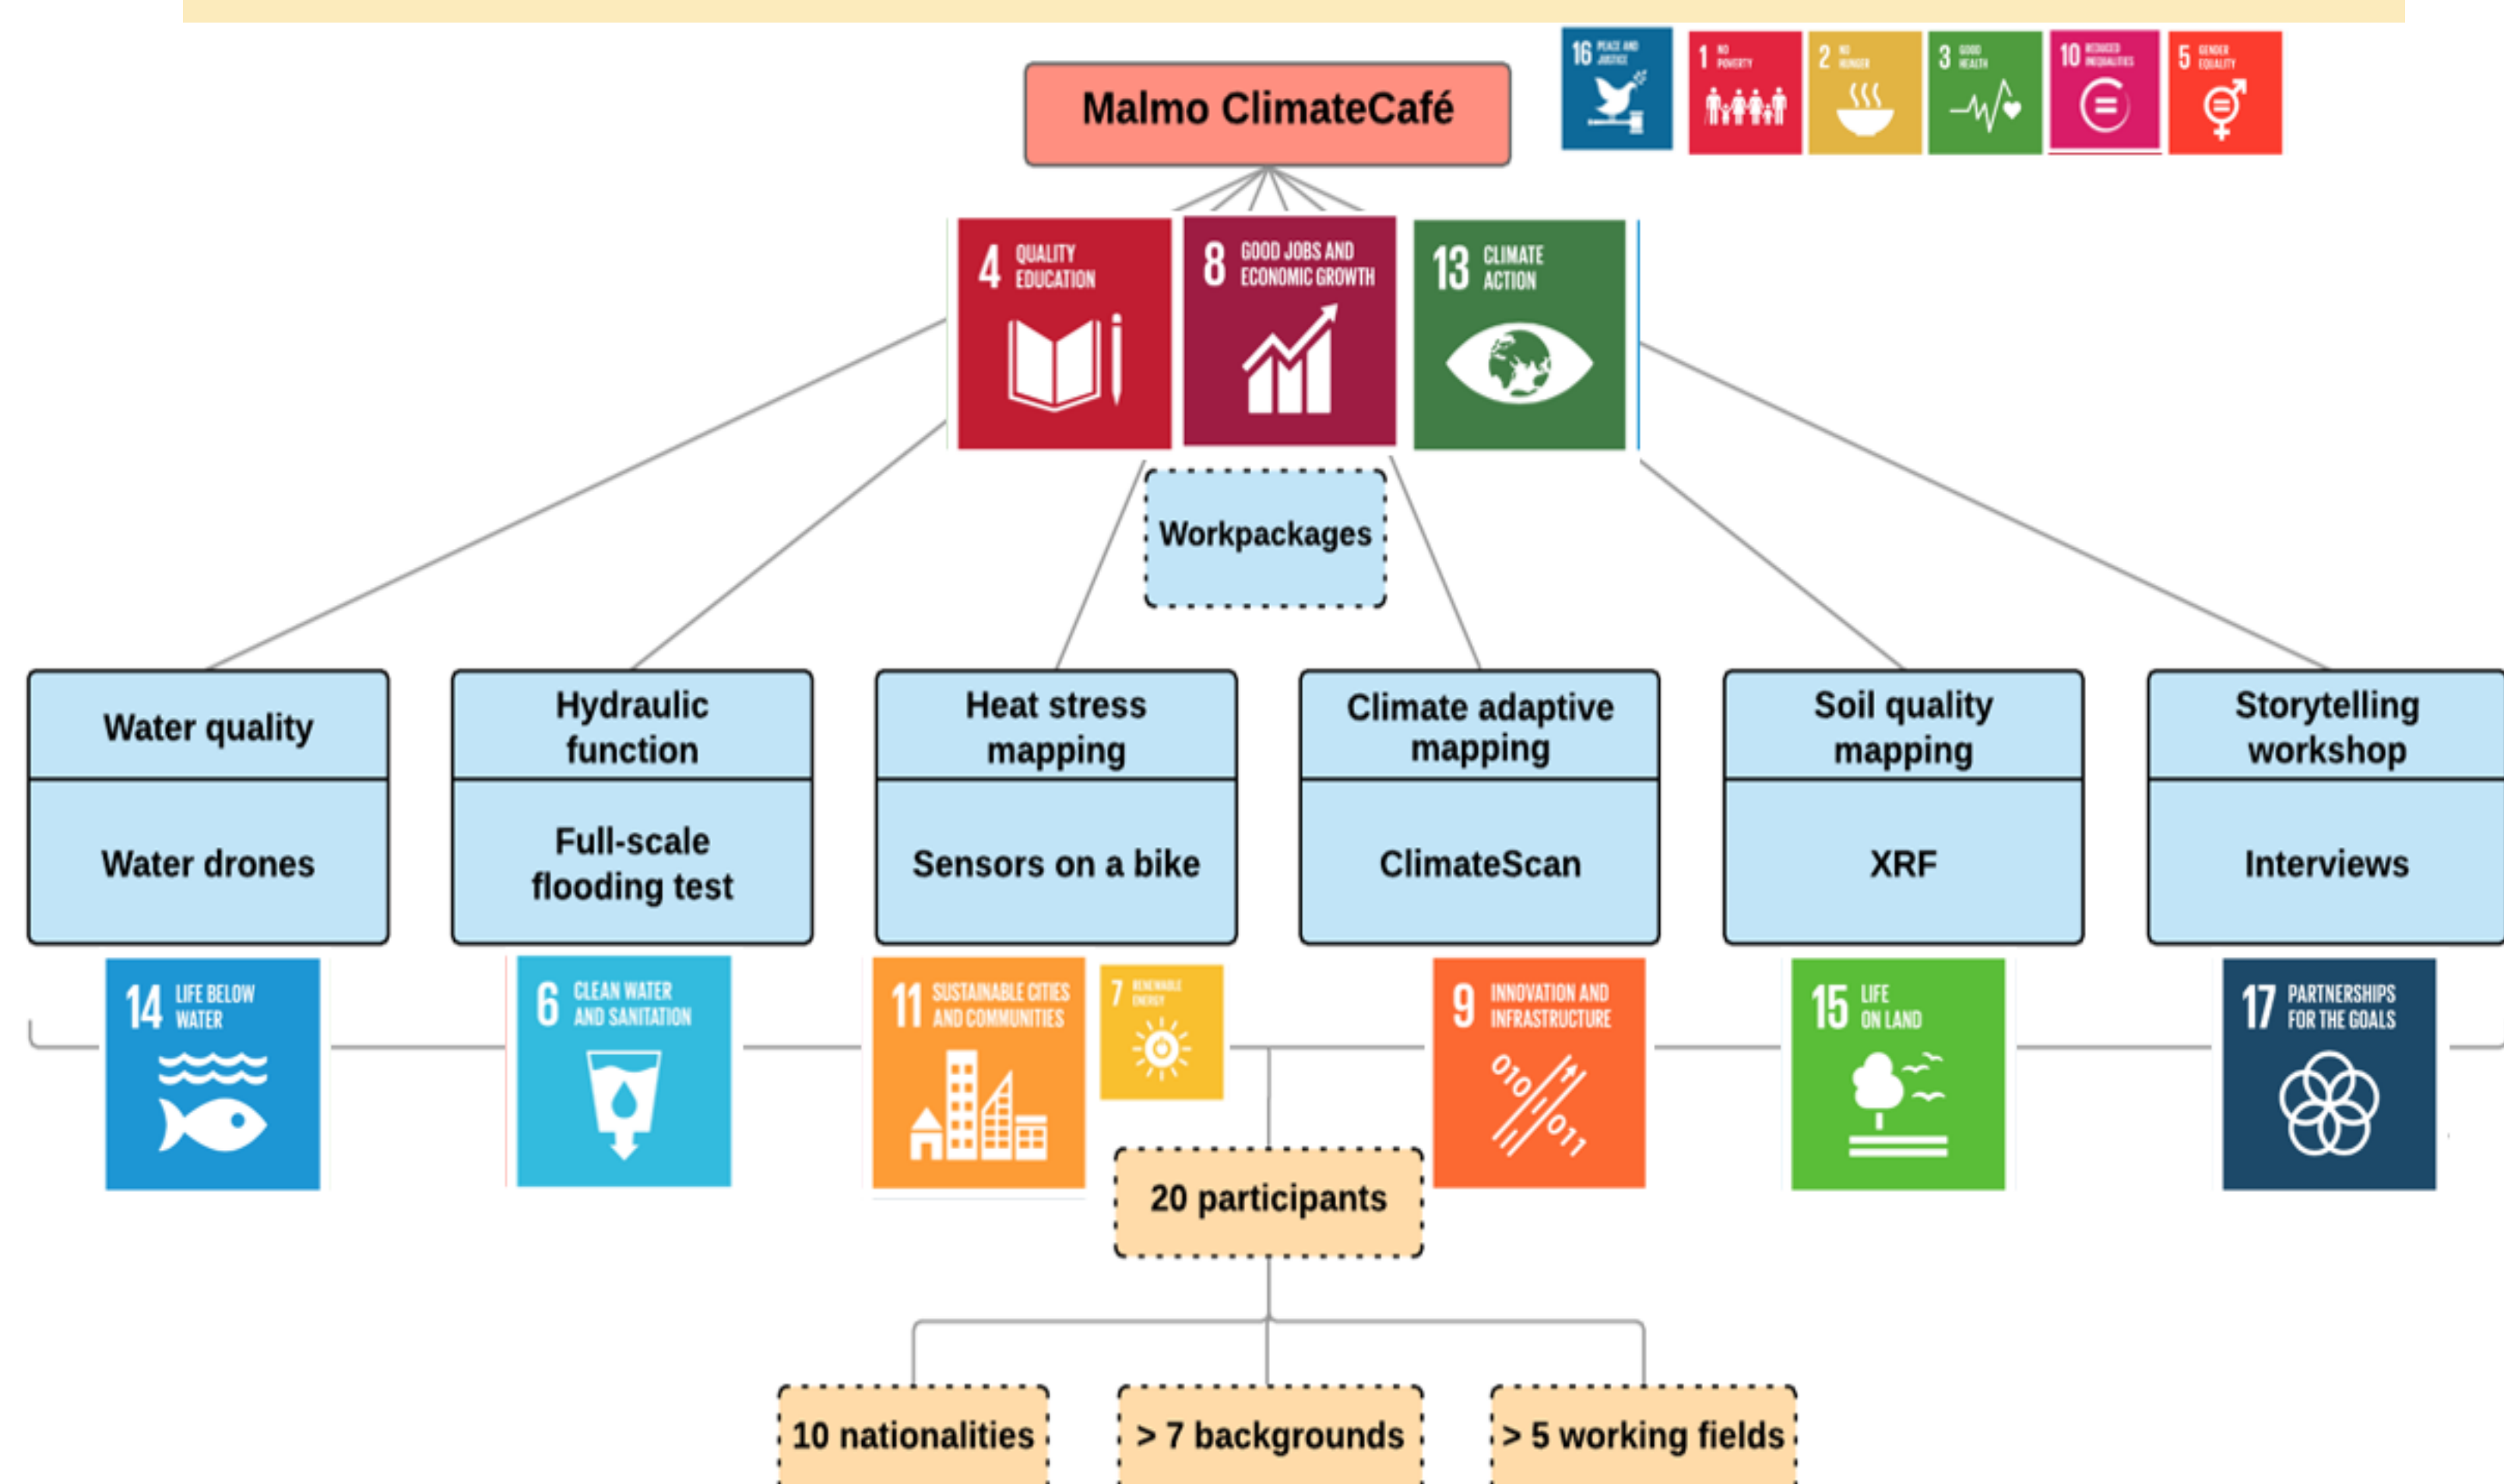 Malmo ClimateCafé
16 PEACE AND
JUSTICE
1 NO
POVERTY
2 NO
HUNGER
3 GOOD
HEALTH
10 REDUCED
INEQUALITIES
5 GENDER
EQUALITY
4 QUALITY
EDUCATION
8 GOOD JOBS AND
ECONOMIC GROWTH
13 CLIMATE
ACTION
Workpackages
Water quality
Water drones
Hydraulic
function
Full-scale
flooding test
Heat stress
mapping
Sensors on a bike
Climate adaptive
mapping
ClimateScan
Soil quality
mapping
XRF
Storytelling
workshop
Interviews
14 LIFE BELOW
WATER
6 CLEAN WATER
AND SANITATION
11 SUSTAINABLE CITIES
AND COMMUNITIES
7 RENEWABLE
ENERGY
9 INNOVATION AND
INFRASTRUCTURE
010
011
15 LIFE
ON LAND
17 PARTNERSHIPS
FOR THE GOALS
20 participants
10 nationalities
> 7 backgrounds
> 5 working fields